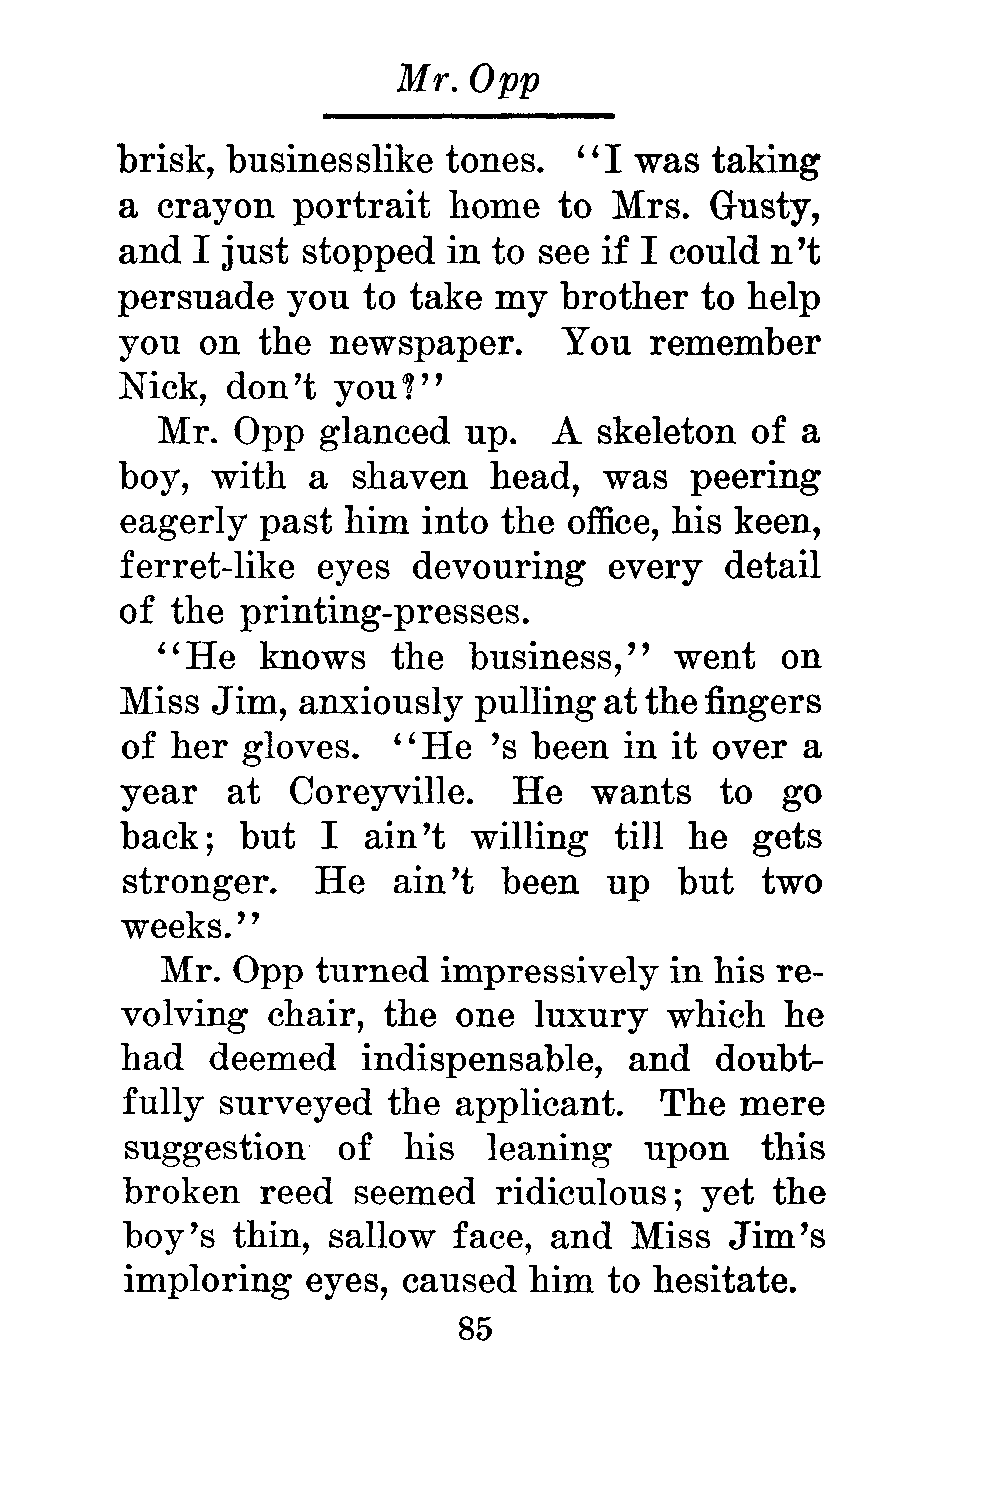 Mr. Opp
brisk, businesslike tones. "I was taking
a crayon portrait home to Mrs. Gusty,
and I just stopped in to see if I could n't
persuade you to take my brother to help
you on the newspaper. You remember
Nick, don't you?"
Mr. Opp glanced up. A skeleton of a
boy, with a shaven head, was peering
eagerly past him into the office, his keen,
ferret-like eyes devouring every detail
of the printing-presses.
"He knows the business," went on
Miss Jim, anxiously pulling at the fingers
of her gloves. "He 's been in it over a
year at Coreyville. He wants to go
back; but I ain't willing till he gets
stronger. He ain't been up but two
weeks."
Mr. Opp turned impressively in his re-
volving chair, the one luxury which he
had deemed indispensable, and doubt-
fully surveyed the applicant. The mere
suggestion of his leaning upon this
broken reed seemed ridiculous; yet the
boy's thin, sallow face, and Miss Jim's
imploring eyes, caused him to hesitate.
85